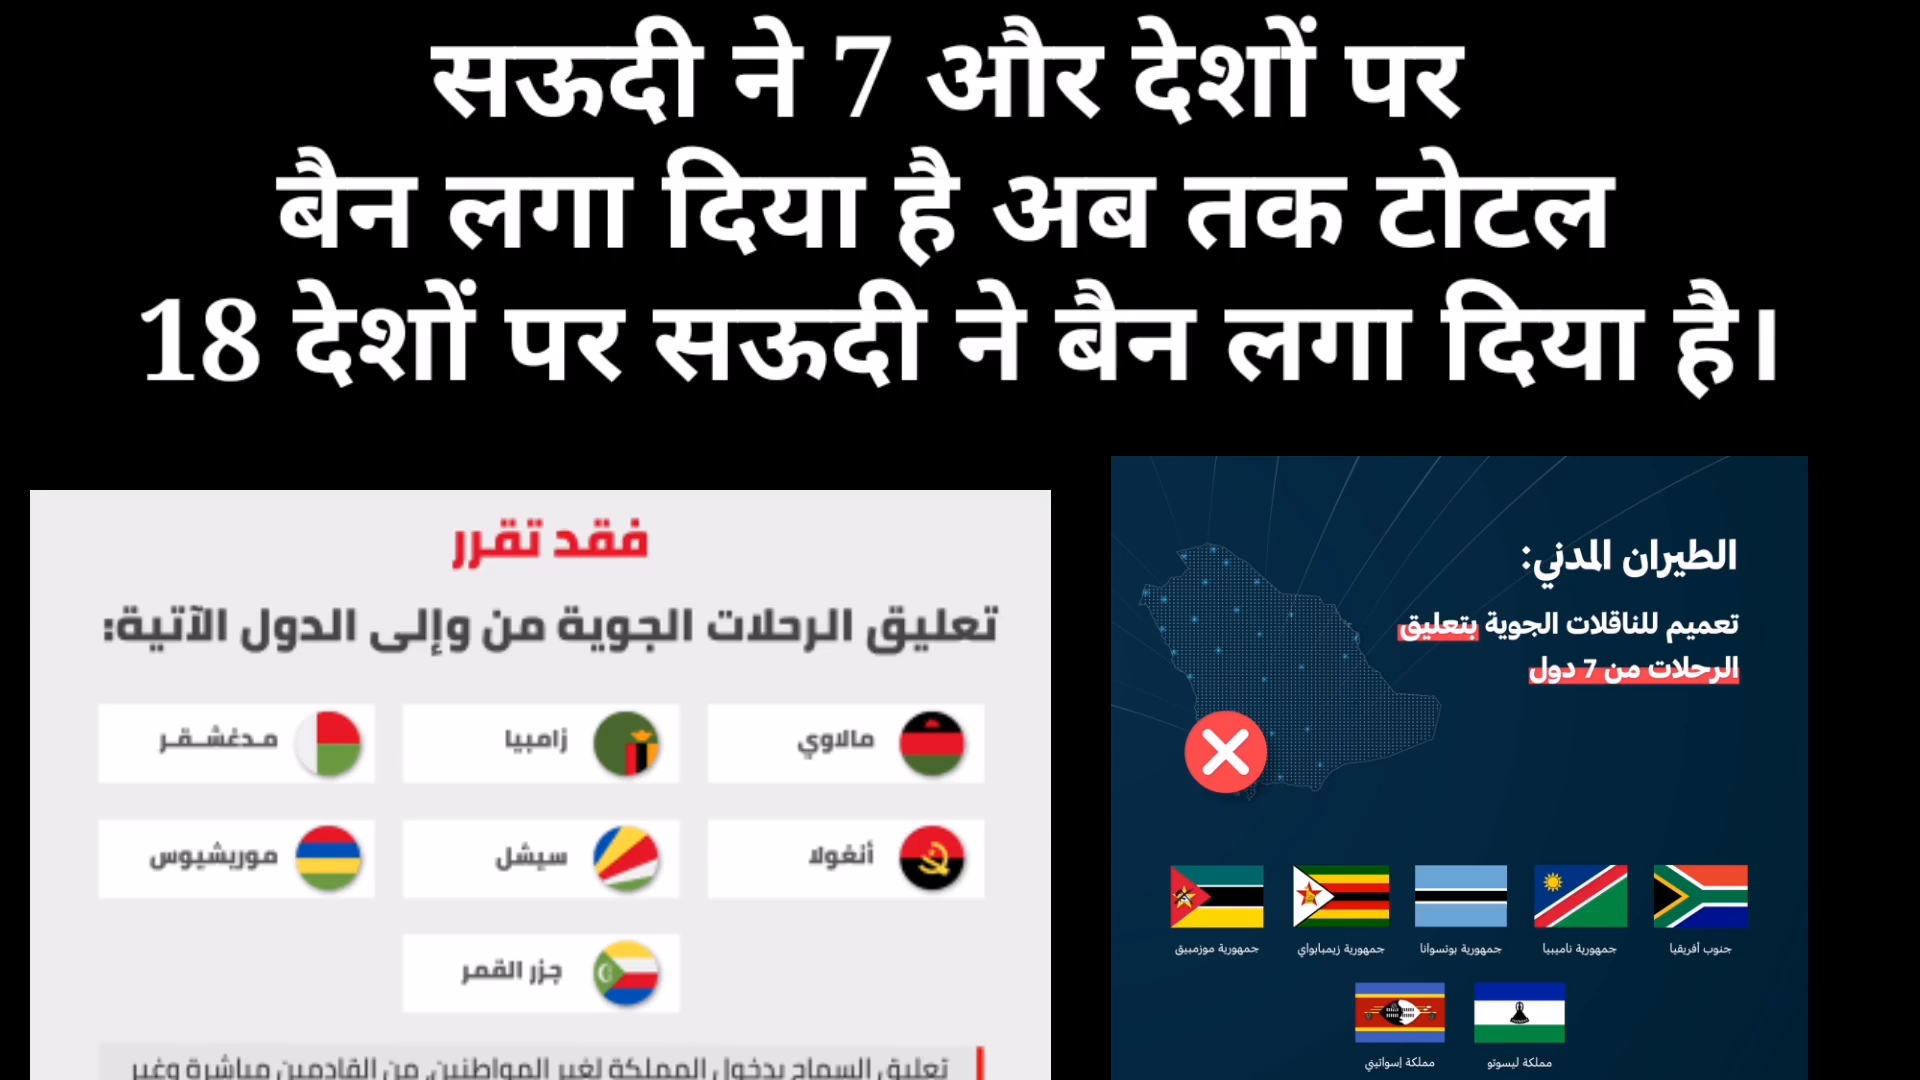 सऊदी ने 7 और देशों पर
बैन लगा दिया है अब तक टोटल
18 देशों पर सऊदी ने बैन लगा दिया है।
فقد تقرر
تعليق الرحلات الجوية من وإلى الدول الآتية:
مالاوي
زامبيا
مـدغشــقــر
أنغولا
سيشل
موريشيوس
جزر القمر
تعليق السماح بدخول المملكة لغير المواطنين، من القادمين مباشرة وغير
الطيران المدني:
تعميم للناقلات الجوية بتعليق
الرحلات من 7 دول
جنوب أفريقيا
جمهورية ناميبيا
جمهورية بوتسوانا
جمهورية زيمبابواي
جمهورية موزمبيق
مملكة ليسوتو
مملكة إسواتيني